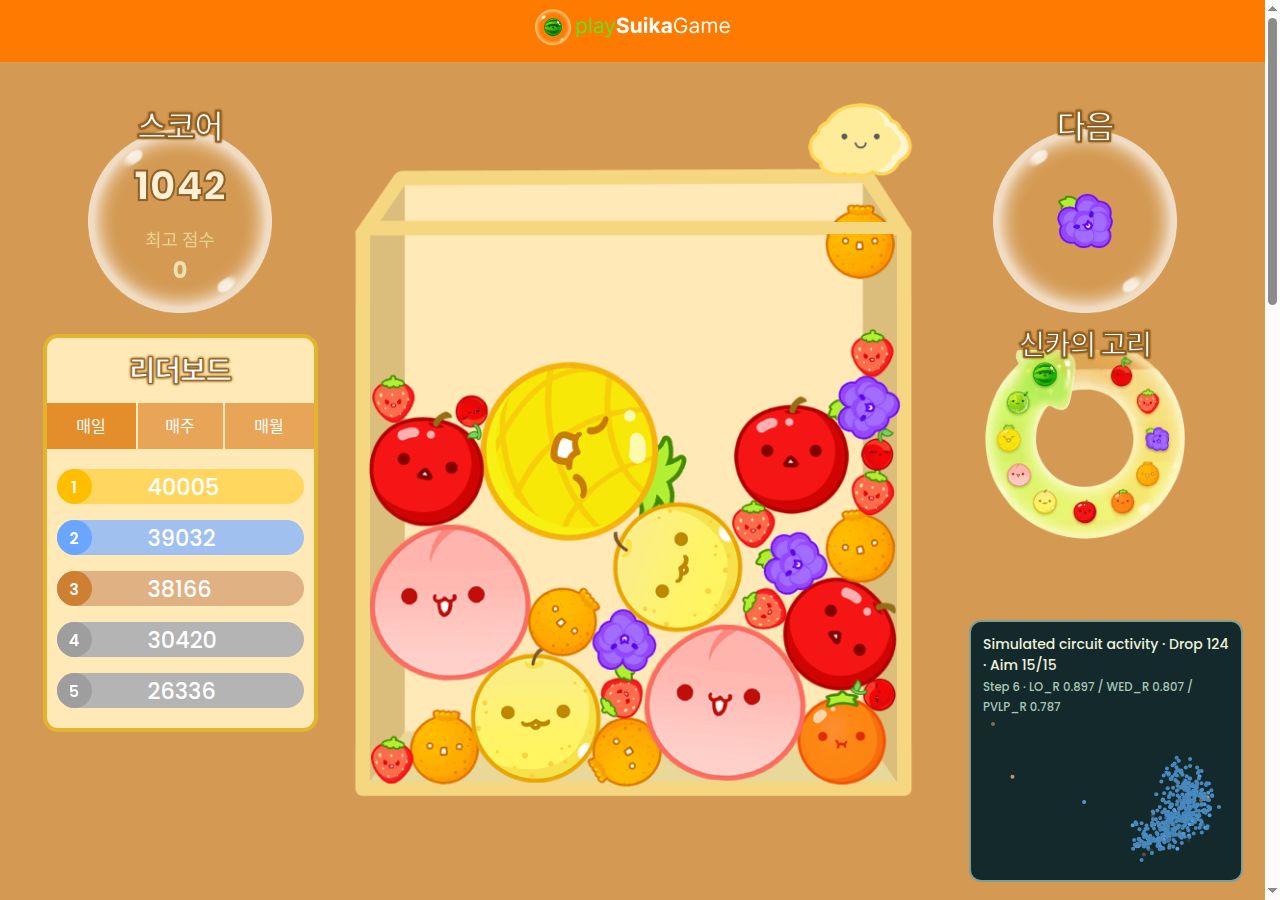 playSuikaGame
스코어
1042
최고 점수
0
다음
리더보드
매일 매주 매월
1 40005
2 39032
3 38166
4 30420
5 26336
신카의 고리
Simulated circuit activity · Drop 124
· Aim 15/15
Step 6 · LO_R 0.897 / WED_R 0.807 /
PVLP_R 0.787